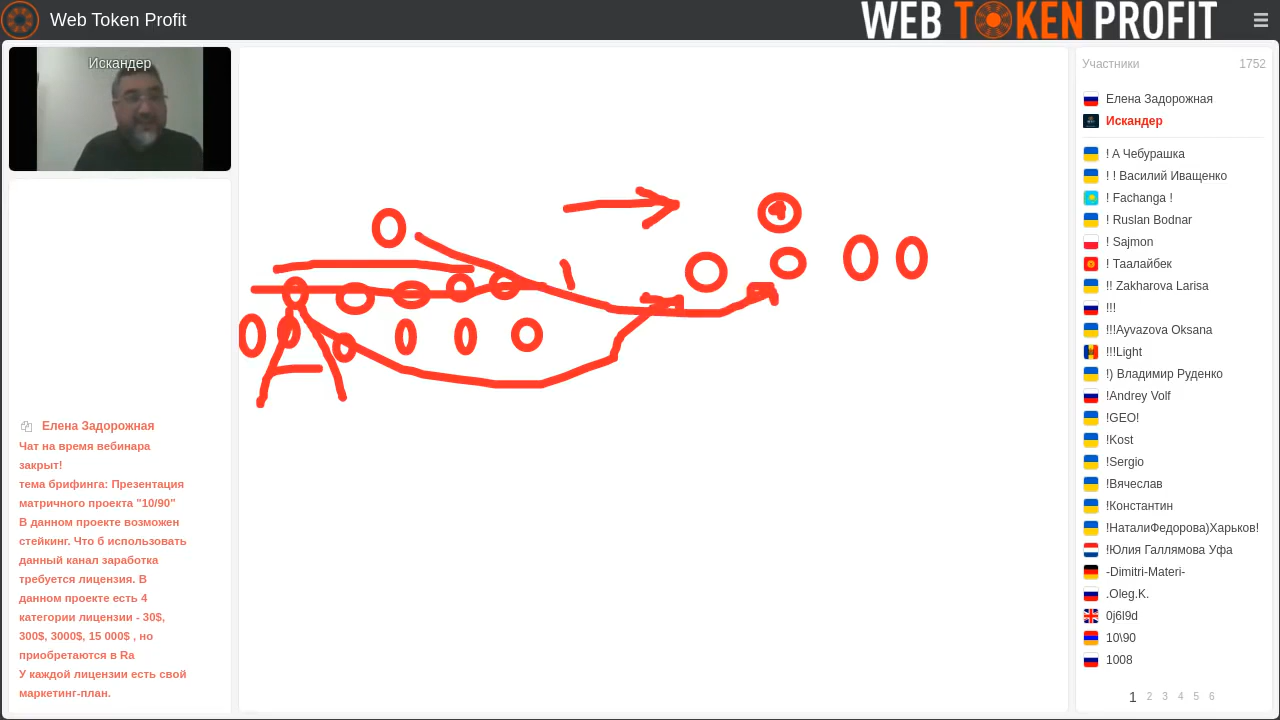 Web Token Profit
WEB TOKEN PROFIT
Искандер
Участники 1752
Елена Задорожная
Искандер
! А Чебурашка
! ! Василий Иващенко
! Fachanga !
! Ruslan Bodnar
! Sajmon
! Таалайбек
!! Zakharova Larisa
!!!
!!!Ayvazova Oksana
!!!Light
!) Владимир Руденко
!Andrey Volf
!GEO!
!Kost
!Sergio
!Вячеслав
!Константин
!НаталиФедорова)Харьков!
!Юлия Галлямова Уфа
-Dimitri-Materi-
.Oleg.K.
0j6l9d
10\90
1008
1 2 3 4 5 6
Елена Задорожная
Чат на время вебинара
закрыт!
тема брифинга: Презентация
матричного проекта "10/90"
В данном проекте возможен
стейкинг. Что б использовать
данный канал заработка
требуется лицензия. В
данном проекте есть 4
категории лицензии - 30$,
300$, 3000$, 15 000$ , но
приобретаются в Ra
У каждой лицензии есть свой
маркетинг-план.